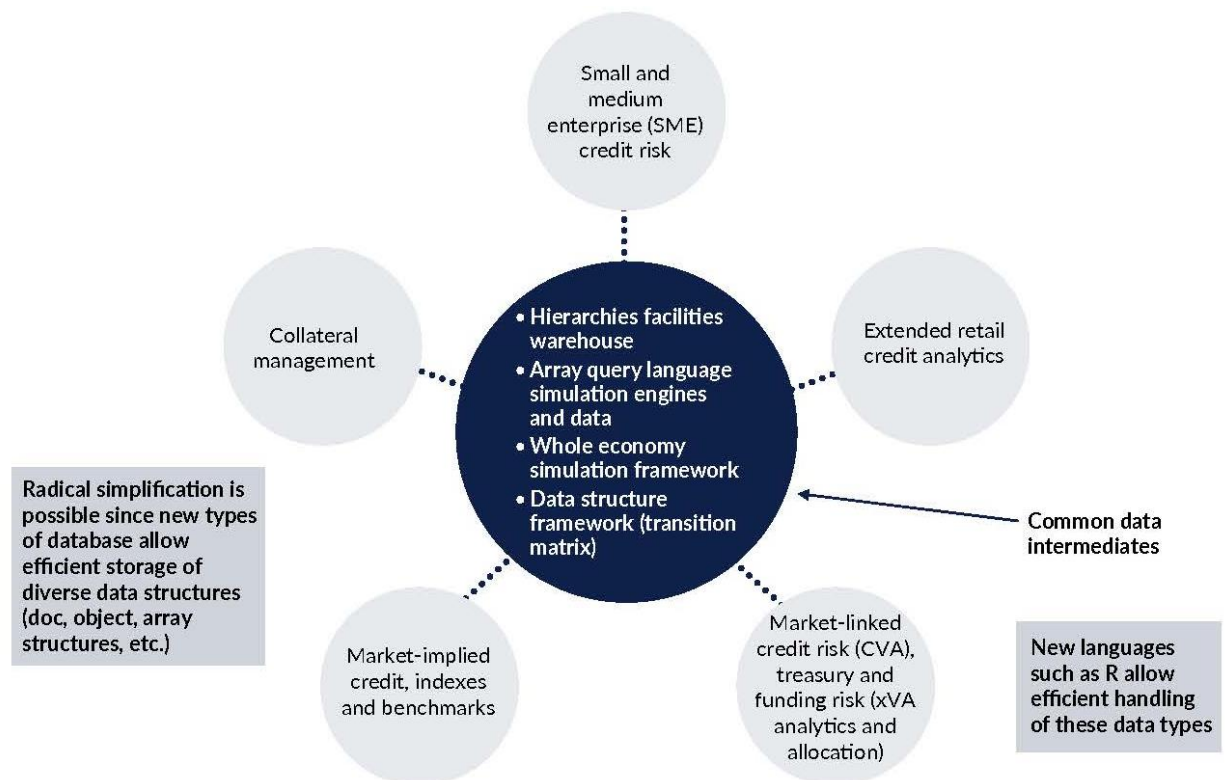 Small and
medium
enterprise (SME)
credit risk
Collateral
management
• Hierarchies facilities
warehouse
• Array query language
simulation engines
and data
• Whole economy
simulation framework
• Data structure
framework (transition
matrix)
Extended retail
credit analytics
Radical simplification is
possible since new types
of database allow
efficient storage of
diverse data structures
(doc, object, array
structures, etc.)
Common data
intermediates
Market-implied
credit, indexes
and benchmarks
Market-linked
credit risk (CVA),
treasury and
funding risk (xVA
analytics and
allocation)
New languages
such as R allow
efficient handling
of these data types